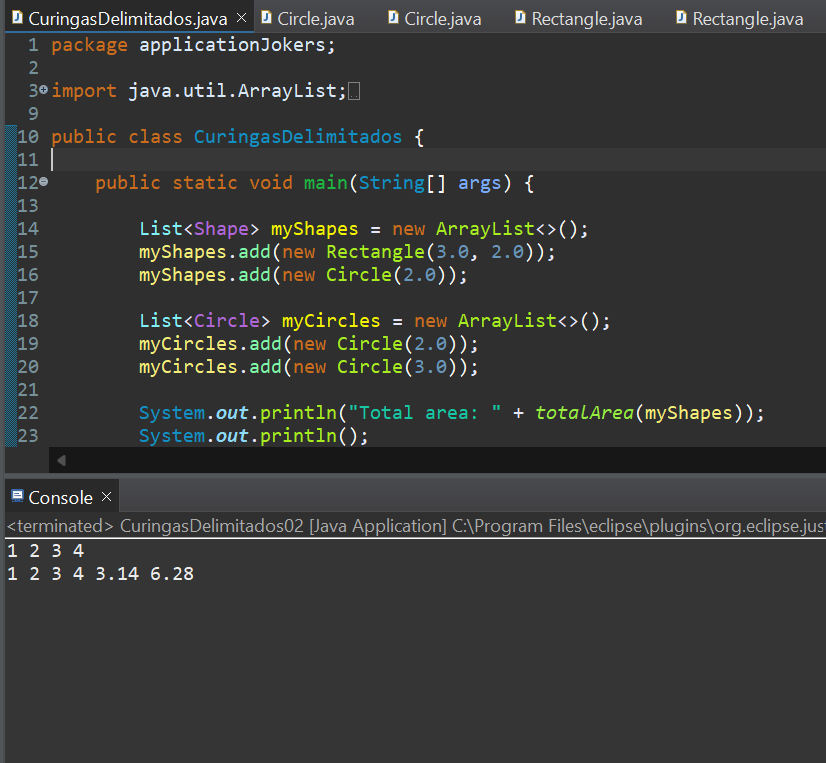 CuringasDelimitados.java Circle.java Circle.java Rectangle.java Rectangle.java
1 package applicationJokers;
2
3 import java.util.ArrayList;
9
10 public class CuringasDelimitados {
11
12 public static void main(String[] args) {
13
14 List<Shape> myShapes = new ArrayList<>();
15 myShapes.add(new Rectangle(3.0, 2.0));
16 myShapes.add(new Circle(2.0));
17
18 List<Circle> myCircles = new ArrayList<>();
19 myCircles.add(new Circle(2.0));
20 myCircles.add(new Circle(3.0));
21
22 System.out.println("Total area: " + totalArea(myShapes));
23 System.out.println();
Console
<terminated> CuringasDelimitados02 [Java Application] C:\Program Files\eclipse\plugins\org.eclipse.just
1 2 3 4
1 2 3 4 3.14 6.28